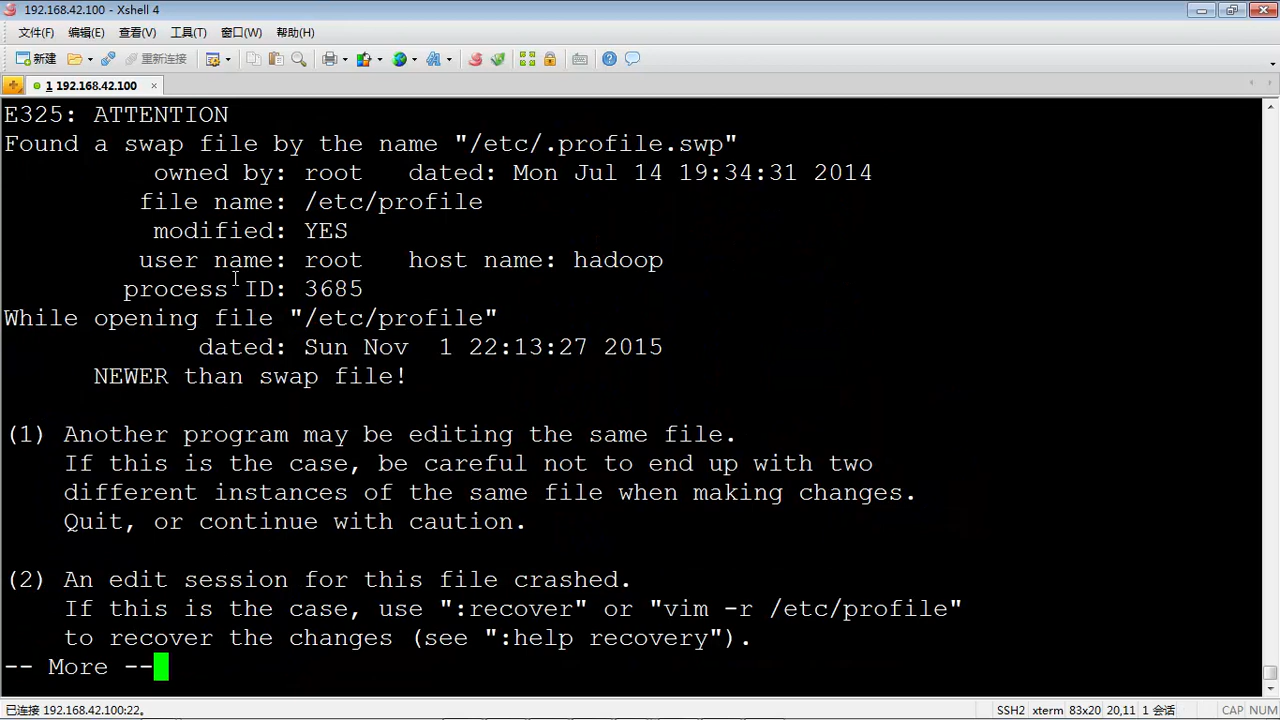 192.168.42.100 - Xshell 4
文件(F) 编辑(E) 查看(V) 工具(T) 窗口(W) 帮助(H)
新建 重新连接
1 192.168.42.100 ×
E325: ATTENTION
Found a swap file by the name "/etc/.profile.swp"
owned by: root dated: Mon Jul 14 19:34:31 2014
file name: /etc/profile
modified: YES
user name: root host name: hadoop
process ID: 3685
While opening file "/etc/profile"
dated: Sun Nov 1 22:13:27 2015
NEWER than swap file!
(1) Another program may be editing the same file.
If this is the case, be careful not to end up with two
different instances of the same file when making changes.
Quit, or continue with caution.
(2) An edit session for this file crashed.
If this is the case, use ":recover" or "vim -r /etc/profile"
to recover the changes (see ":help recovery").
-- More --
已连接 192.168.42.100:22。 SSH2 xterm 83x20 20,11 1 会话 CAP NUM